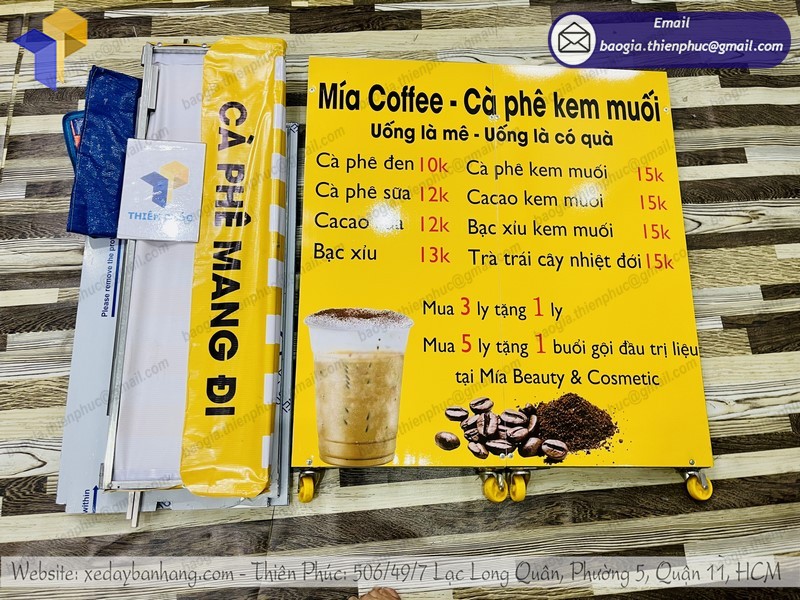 Email
baogia.thienphuc@gmail.com
Mía Coffee - Cà phê kem muối
Uống là mê - Uống là có quà
Cà phê đen 10k
Cà phê sữa 12k
Cacao 12k
Bạc xỉu 13k
Cà phê kem muối 15k
Cacao kem muối 15k
Bạc xỉu kem muối 15k
Trà trái cây nhiệt đới 15k
Mua 3 ly tặng 1 ly
Mua 5 ly tặng 1 buổi gội đầu trị liệu
tại Mía Beauty & Cosmetic
CÀ PHÊ MANG ĐI
THIÊN PHÚC
Please remove the
within
Website: xedaybanhang.com - Thiên Phúc: 506/49/7 Lạc Long Quân, Phường 5, Quận 11, HCM